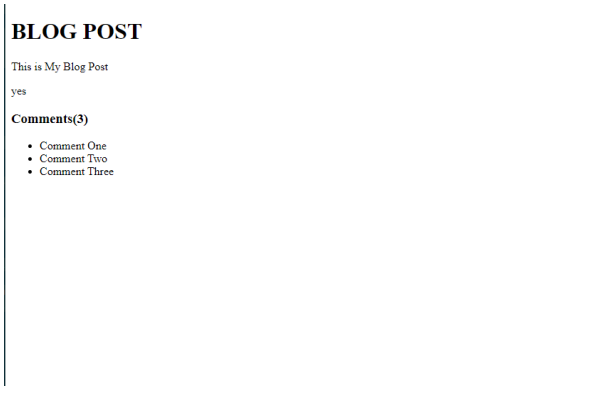 BLOG POST
This is My Blog Post
yes
Comments(3)
Comment One
Comment Two
Comment Three